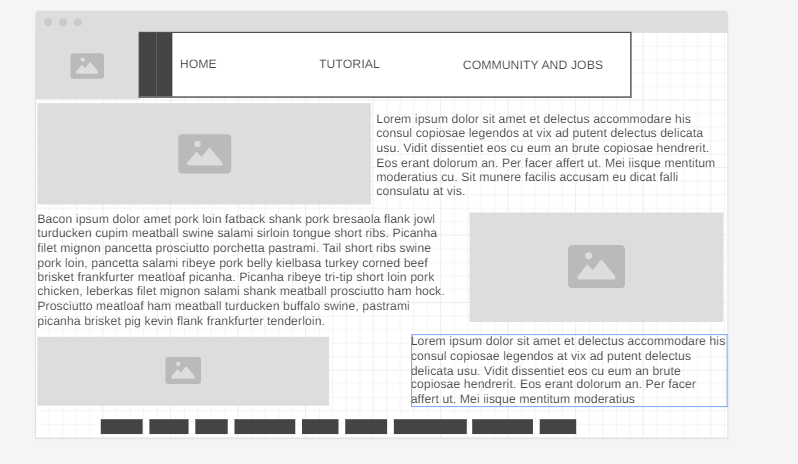 HOME TUTORIAL COMMUNITY AND JOBS
Lorem ipsum dolor sit amet et delectus accommodare his
consul copiosae legendos at vix ad putent delectus delicata
usu. Vidit dissentiet eos cu eum an brute copiosae hendrerit.
Eos erant dolorum an. Per facer affert ut. Mei iisque mentitum
moderatius cu. Sit munere facilis accusam eu dicat falli
consulatu at vis.
Bacon ipsum dolor amet pork loin fatback shank pork bresaola flank jowl
turducken cupim meatball swine salami sirloin tongue short ribs. Picanha
filet mignon pancetta prosciutto porchetta pastrami. Tail short ribs swine
pork loin, pancetta salami ribeye pork belly kielbasa turkey corned beef
brisket frankfurter meatloaf picanha. Picanha ribeye tri-tip short loin pork
chicken, leberkas filet mignon salami shank meatball prosciutto ham hock.
Prosciutto meatloaf ham meatball turducken buffalo swine, pastrami
picanha brisket pig kevin flank frankfurter tenderloin.
Lorem ipsum dolor sit amet et delectus accommodare his
consul copiosae legendos at vix ad putent delectus
delicata usu. Vidit dissentiet eos cu eum an brute
copiosae hendrerit. Eos erant dolorum an. Per facer
affert ut. Mei iisque mentitum moderatius